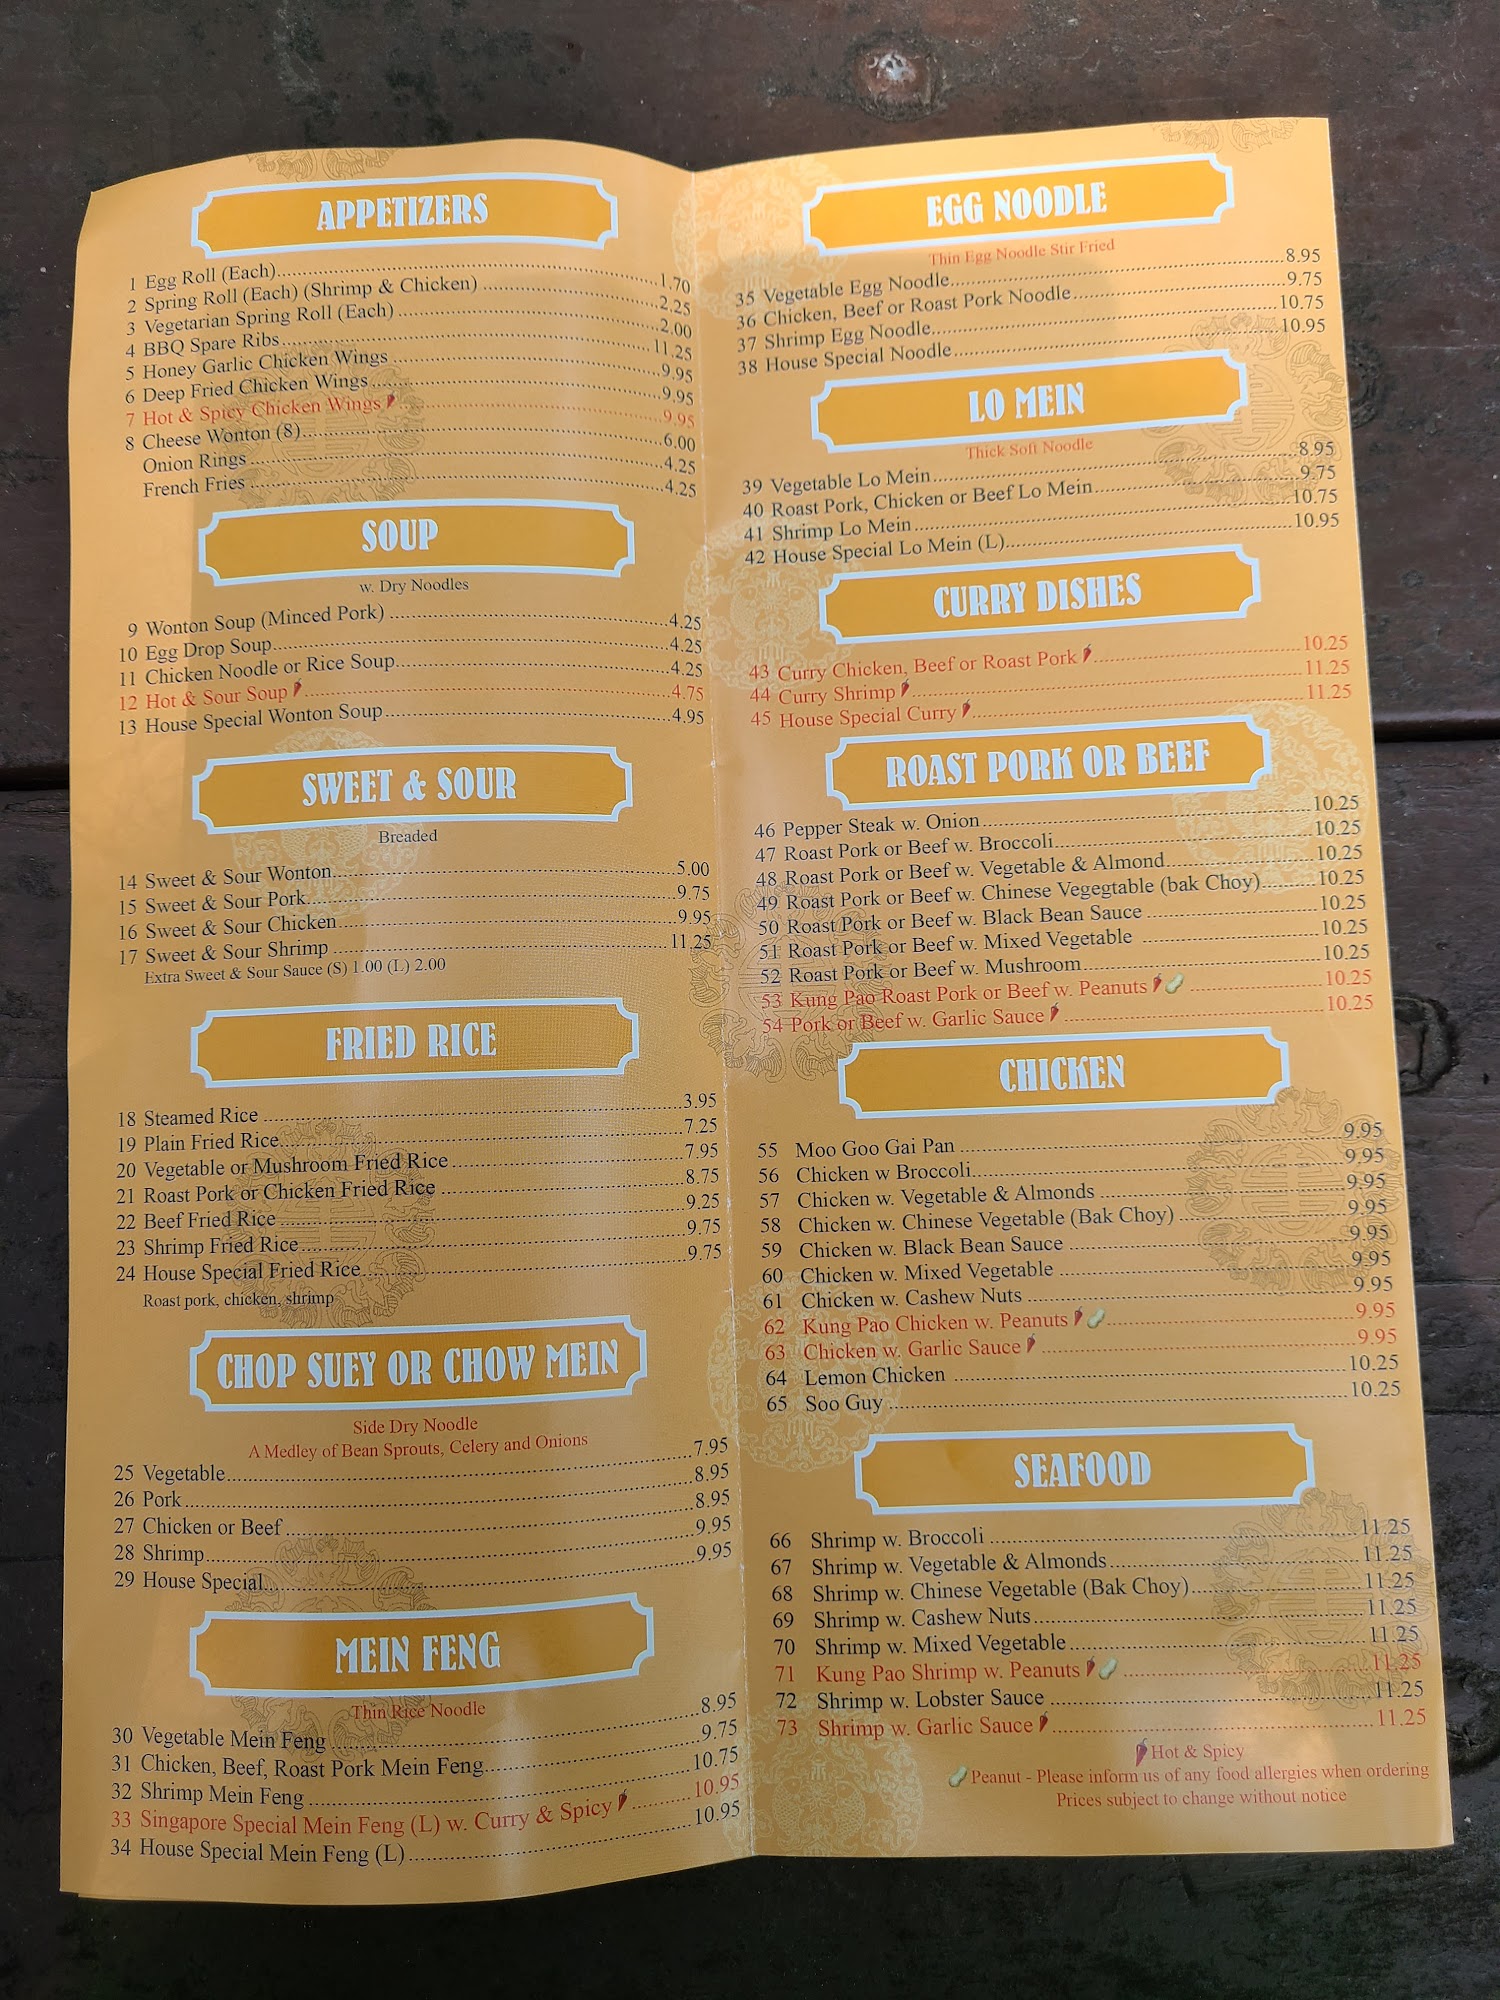 APPETIZERS
1 Egg Roll (Each)..........1.70
2 Spring Roll (Each) (Shrimp & Chicken)..........2.25
3 Vegetarian Spring Roll (Each)..........2.00
4 BBQ Spare Ribs..........11.25
5 Honey Garlic Chicken Wings..........9.95
6 Deep Fried Chicken Wings..........9.95
7 Hot & Spicy Chicken Wings..........9.95
8 Cheese Wonton (8)..........6.00
Onion Rings..........4.25
French Fries..........4.25
SOUP
w. Dry Noodles
9 Wonton Soup (Minced Pork)..........4.25
10 Egg Drop Soup..........4.25
11 Chicken Noodle or Rice Soup..........4.25
12 Hot & Sour Soup..........4.75
13 House Special Wonton Soup..........4.95
SWEET & SOUR
Breaded
14 Sweet & Sour Wonton..........5.00
15 Sweet & Sour Pork..........9.75
16 Sweet & Sour Chicken..........9.95
17 Sweet & Sour Shrimp..........11.25
Extra Sweet & Sour Sauce (S) 1.00 (L) 2.00
FRIED RICE
18 Steamed Rice..........3.95
19 Plain Fried Rice..........7.25
20 Vegetable or Mushroom Fried Rice..........7.95
21 Roast Pork or Chicken Fried Rice..........8.75
22 Beef Fried Rice..........9.25
23 Shrimp Fried Rice..........9.75
24 House Special Fried Rice..........9.75
Roast pork, chicken, shrimp
CHOP SUEY OR CHOW MEIN
Side Dry Noodle
A Medley of Bean Sprouts, Celery and Onions
25 Vegetable..........7.95
26 Pork..........8.95
27 Chicken or Beef..........8.95
28 Shrimp..........9.95
29 House Special..........9.95
MEIN FENG
Thin Rice Noodle
30 Vegetable Mein Feng..........8.95
31 Chicken, Beef, Roast Pork Mein Feng..........9.75
32 Shrimp Mein Feng..........10.75
33 Singapore Special Mein Feng (L) w. Curry & Spicy..........10.95
34 House Special Mein Feng (L)..........10.95
EGG NOODLE
Thin Egg Noodle Stir Fried
35 Vegetable Egg Noodle..........8.95
36 Chicken, Beef or Roast Pork Noodle..........9.75
37 Shrimp Egg Noodle..........10.75
38 House Special Noodle..........10.95
LO MEIN
Thick Soft Noodle
39 Vegetable Lo Mein..........8.95
40 Roast Pork, Chicken or Beef Lo Mein..........9.75
41 Shrimp Lo Mein..........10.75
42 House Special Lo Mein (L)..........10.95
CURRY DISHES
43 Curry Chicken, Beef or Roast Pork..........10.25
44 Curry Shrimp..........11.25
45 House Special Curry..........11.25
ROAST PORK OR BEEF
46 Pepper Steak w. Onion..........10.25
47 Roast Pork or Beef w. Broccoli..........10.25
48 Roast Pork or Beef w. Vegetable & Almond..........10.25
49 Roast Pork or Beef w. Chinese Vegegtable (bak Choy)..........10.25
50 Roast Pork or Beef w. Black Bean Sauce..........10.25
51 Roast Pork or Beef w. Mixed Vegetable..........10.25
52 Roast Pork or Beef w. Mushroom..........10.25
53 Kung Pao Roast Pork or Beef w. Peanuts..........10.25
54 Pork or Beef w. Garlic Sauce..........10.25
CHICKEN
55 Moo Goo Gai Pan..........9.95
56 Chicken w Broccoli..........9.95
57 Chicken w. Vegetable & Almonds..........9.95
58 Chicken w. Chinese Vegetable (Bak Choy)..........9.95
59 Chicken w. Black Bean Sauce..........9.95
60 Chicken w. Mixed Vegetable..........9.95
61 Chicken w. Cashew Nuts..........9.95
62 Kung Pao Chicken w. Peanuts..........9.95
63 Chicken w. Garlic Sauce..........9.95
64 Lemon Chicken..........10.25
65 Soo Guy..........10.25
SEAFOOD
66 Shrimp w. Broccoli..........11.25
67 Shrimp w. Vegetable & Almonds..........11.25
68 Shrimp w. Chinese Vegetable (Bak Choy)..........11.25
69 Shrimp w. Cashew Nuts..........11.25
70 Shrimp w. Mixed Vegetable..........11.25
71 Kung Pao Shrimp w. Peanuts..........11.25
72 Shrimp w. Lobster Sauce..........11.25
73 Shrimp w. Garlic Sauce..........11.25
Hot & Spicy
Peanut - Please inform us of any food allergies when ordering
Prices subject to change without notice